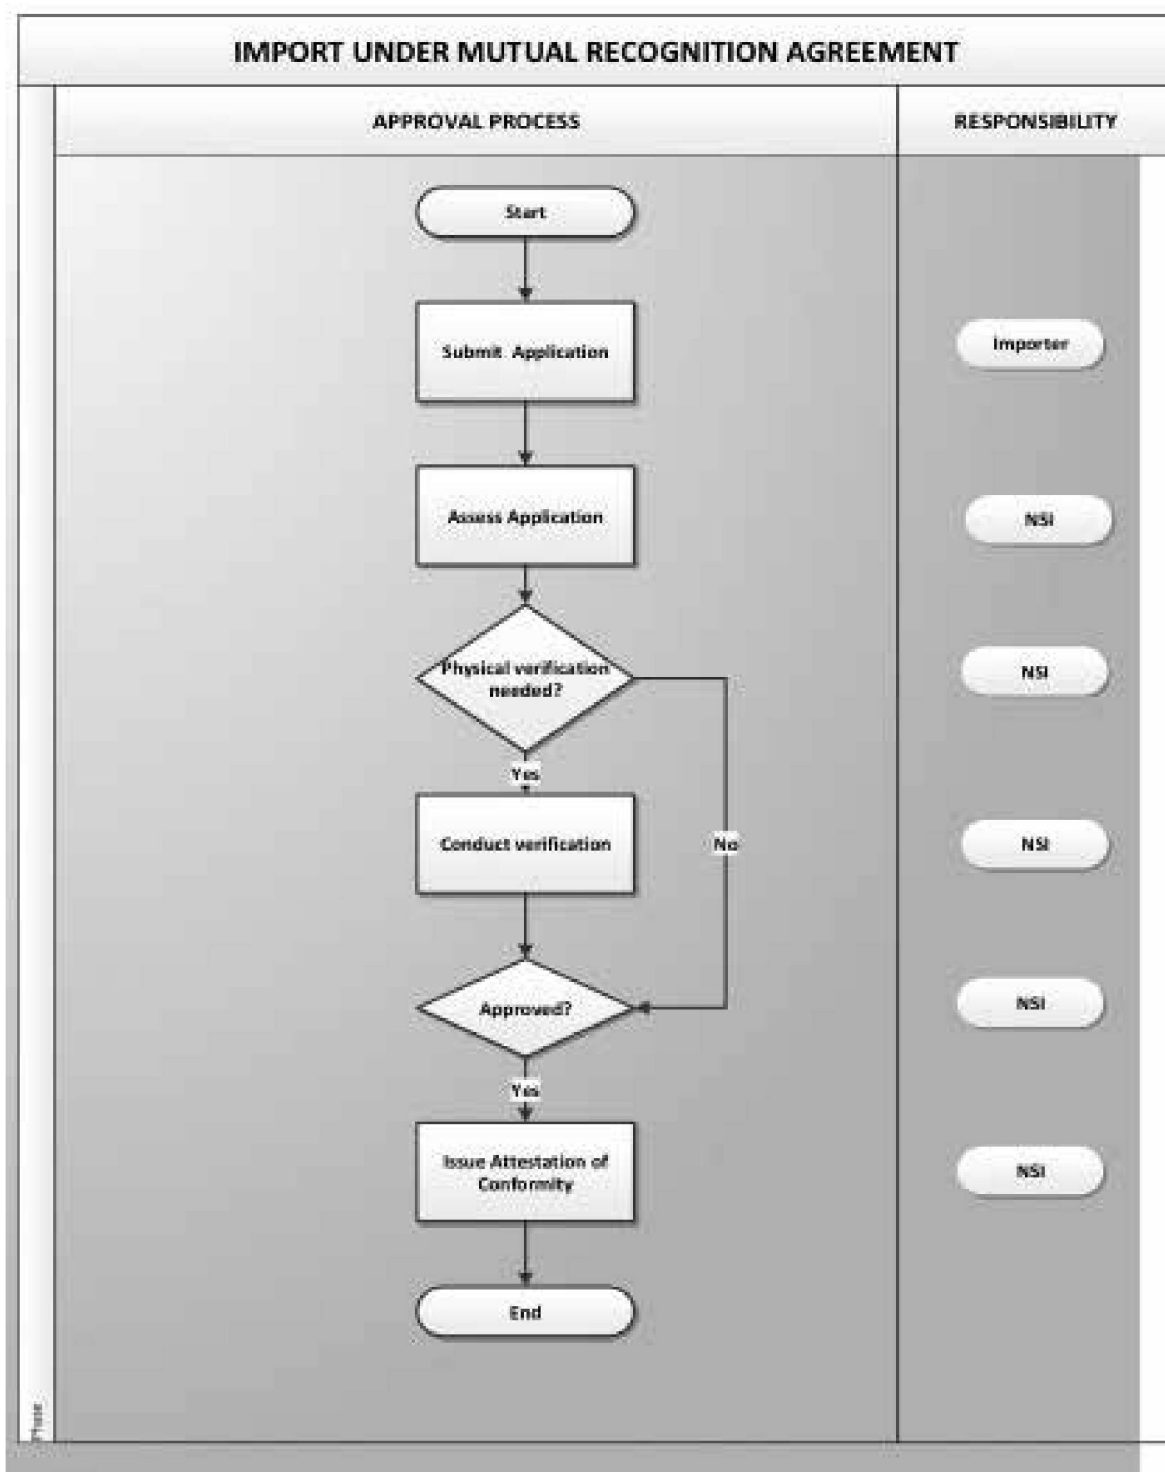 IMPORT UNDER MUTUAL RECOGNITION AGREEMENT
APPROVAL PROCESS
RESPONSIBILITY
Start
Submit Application
Importer
Assess Application
NSI
Physical verification
needed?
NSI
Yes
Conduct verification
No
NSI
Approved?
NSI
Yes
Issue Attestation of
Conformity
NSI
End
Phase